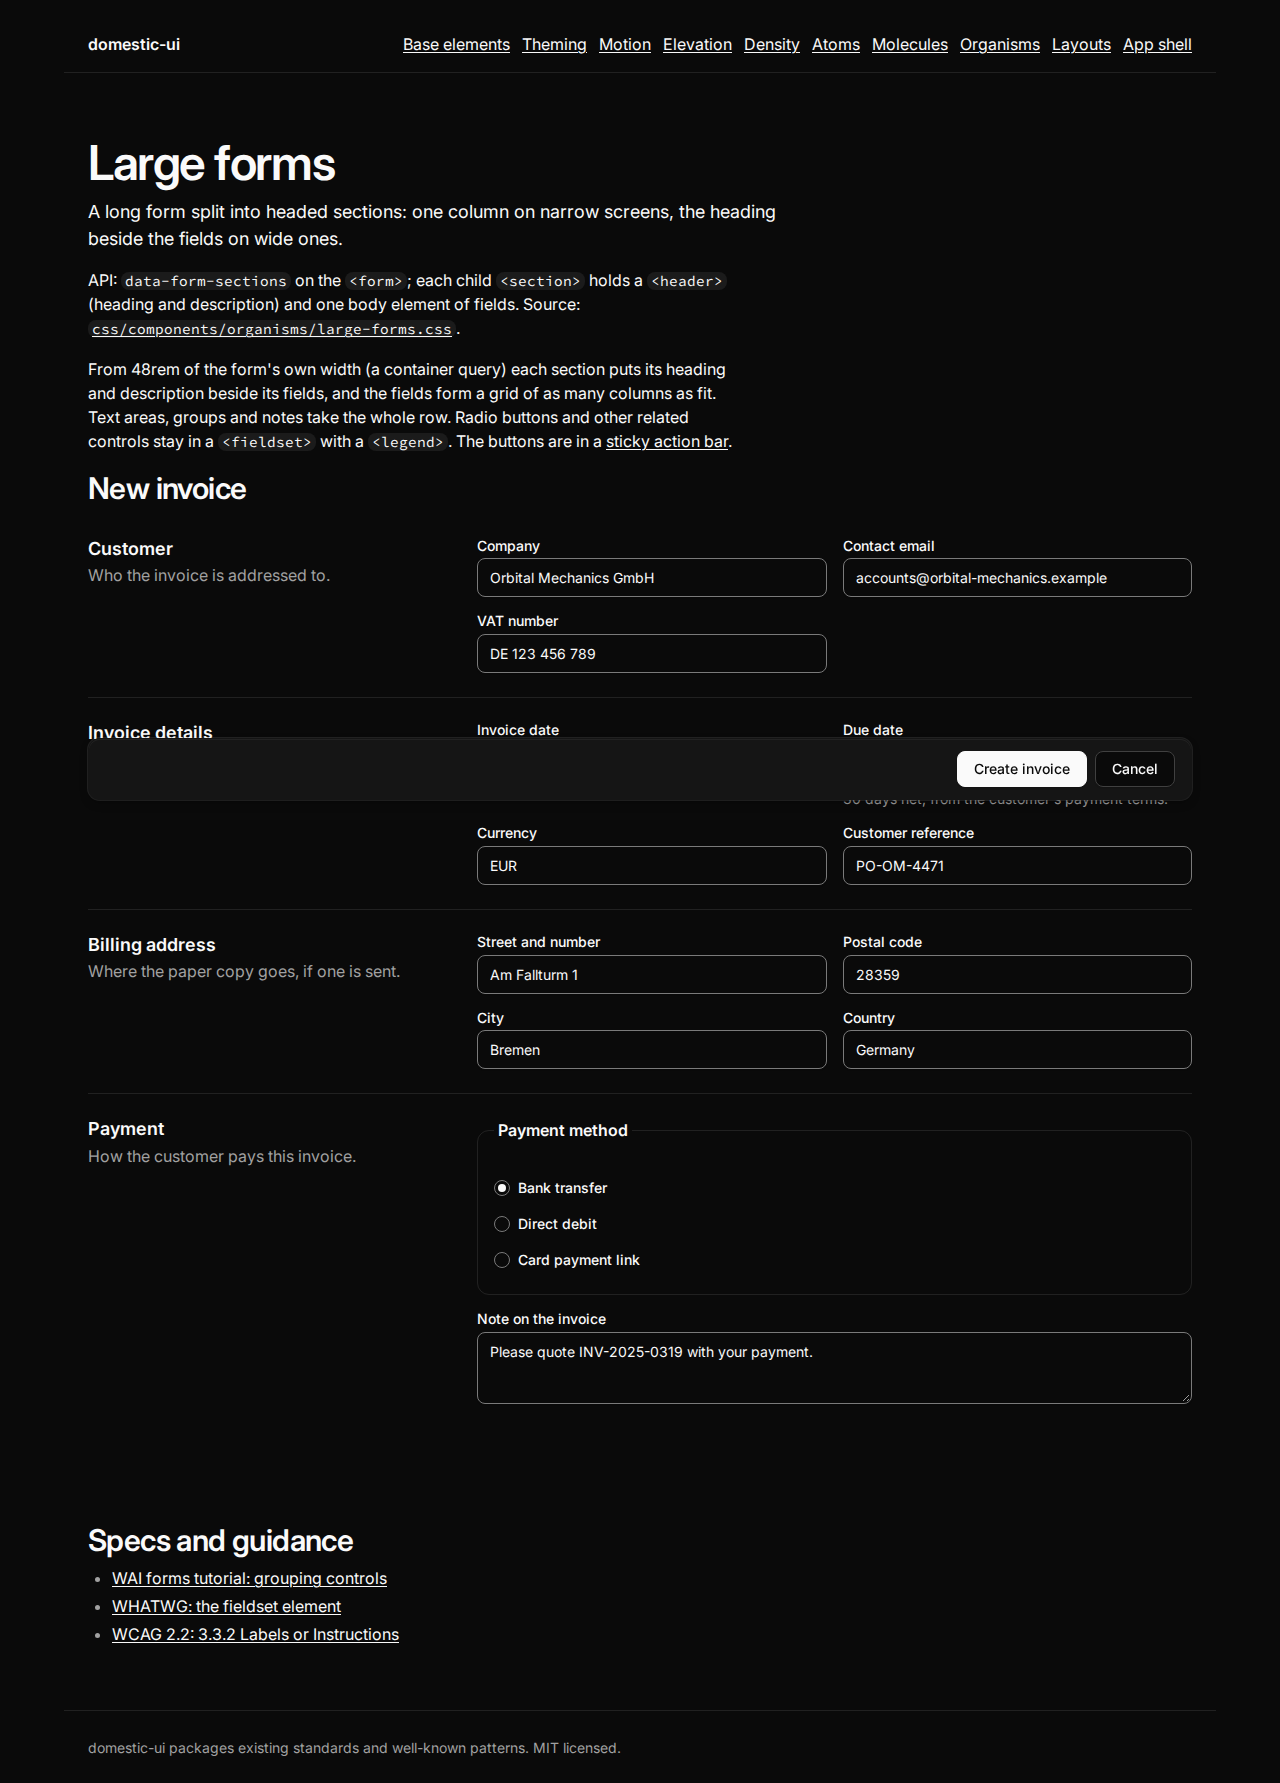 domestic-ui
Base elements Theming Motion Elevation Density Atoms Molecules Organisms Layouts App shell
Large forms
A long form split into headed sections: one column on narrow screens, the heading
beside the fields on wide ones.
API: data-form-sections on the <form>; each child <section> holds a <header>
(heading and description) and one body element of fields. Source:
css/components/organisms/large-forms.css.
From 48rem of the form's own width (a container query) each section puts its heading
and description beside its fields, and the fields form a grid of as many columns as fit.
Text areas, groups and notes take the whole row. Radio buttons and other related
controls stay in a <fieldset> with a <legend>. The buttons are in a sticky action bar.
New invoice
Customer
Who the invoice is addressed to.
Company
Orbital Mechanics GmbH
Contact email
accounts@orbital-mechanics.example
VAT number
DE 123 456 789
Invoice details
Invoice date
Due date
Create invoice
Cancel
30 days net, from the customer's payment terms.
Currency
EUR
Customer reference
PO-OM-4471
Billing address
Where the paper copy goes, if one is sent.
Street and number
Am Fallturm 1
Postal code
28359
City
Bremen
Country
Germany
Payment
How the customer pays this invoice.
Payment method
Bank transfer
Direct debit
Card payment link
Note on the invoice
Please quote INV-2025-0319 with your payment.
Specs and guidance
WAI forms tutorial: grouping controls
WHATWG: the fieldset element
WCAG 2.2: 3.3.2 Labels or Instructions
domestic-ui packages existing standards and well-known patterns. MIT licensed.